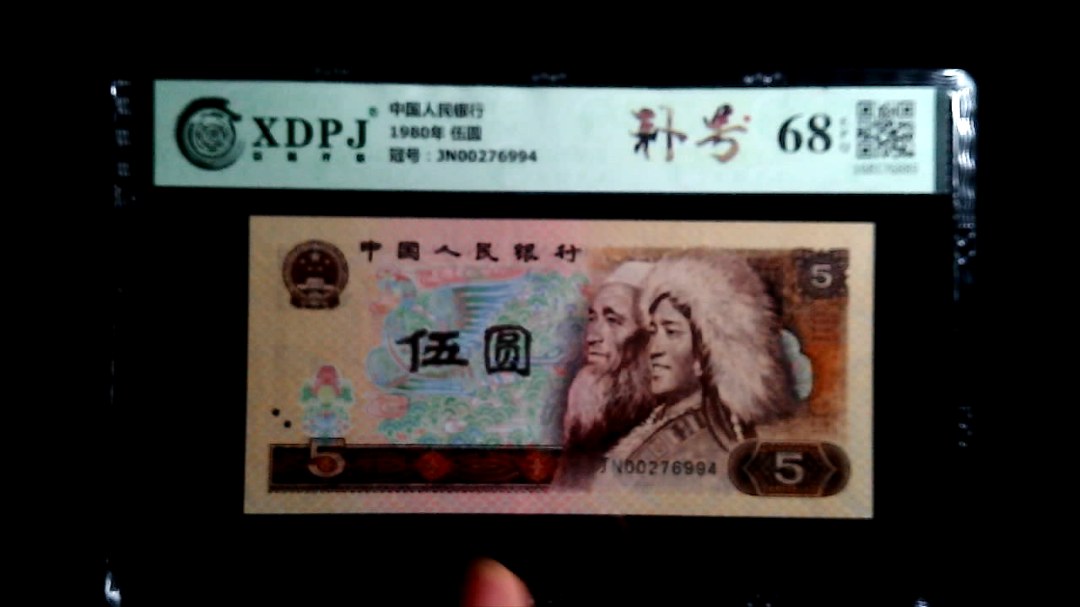 XDPJ®
中国人民银行
1980年 伍圆
冠号：JN00276994
补号
68
中国人民银行
5
伍圆
5
JN00276994
5